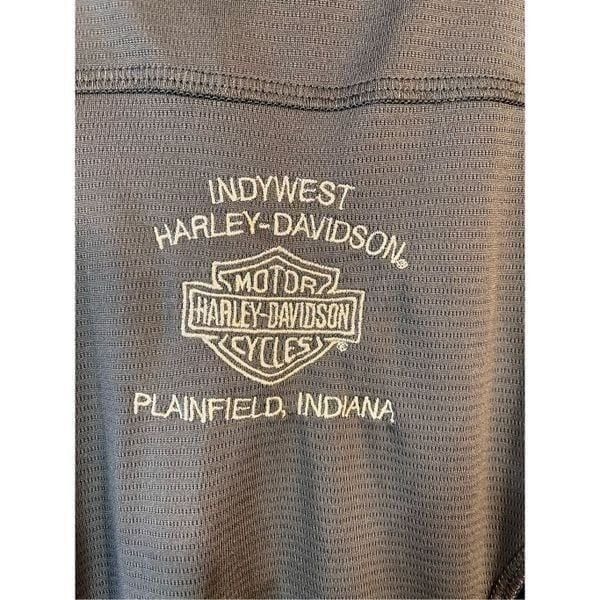 INDYWEST
HARLEY-DAVIDSON®
MOTOR
HARLEY-DAVIDSON
CYCLES®
PLAINFIELD, INDIANA